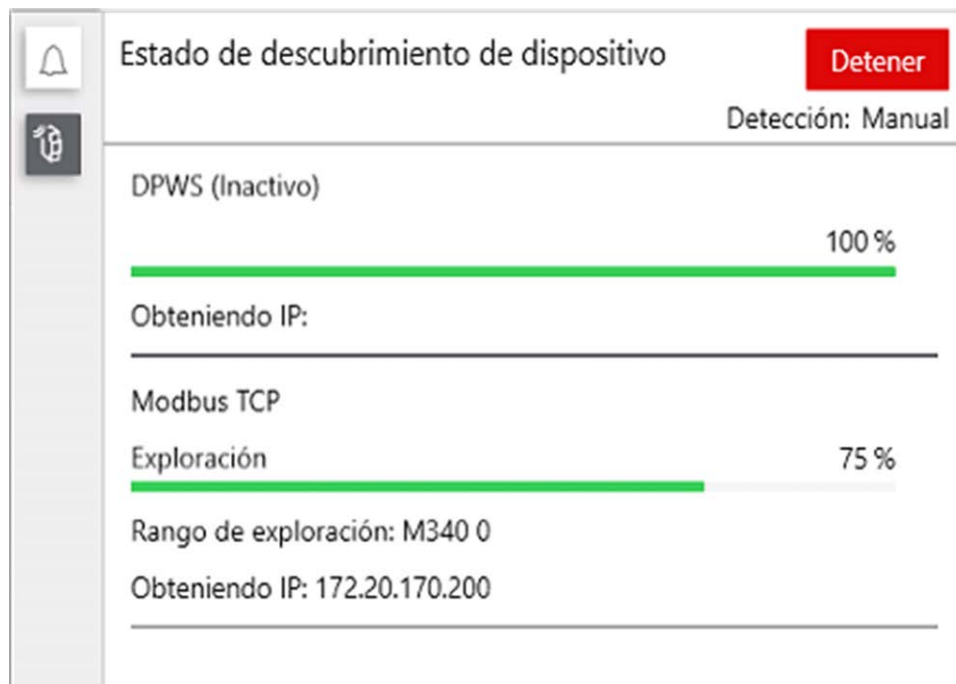 Estado de descubrimiento de dispositivo
Detener
Detección: Manual
DPWS (Inactivo)
100 %
Obteniendo IP:
Modbus TCP
Exploración 75 %
Rango de exploración: M340 0
Obteniendo IP: 172.20.170.200